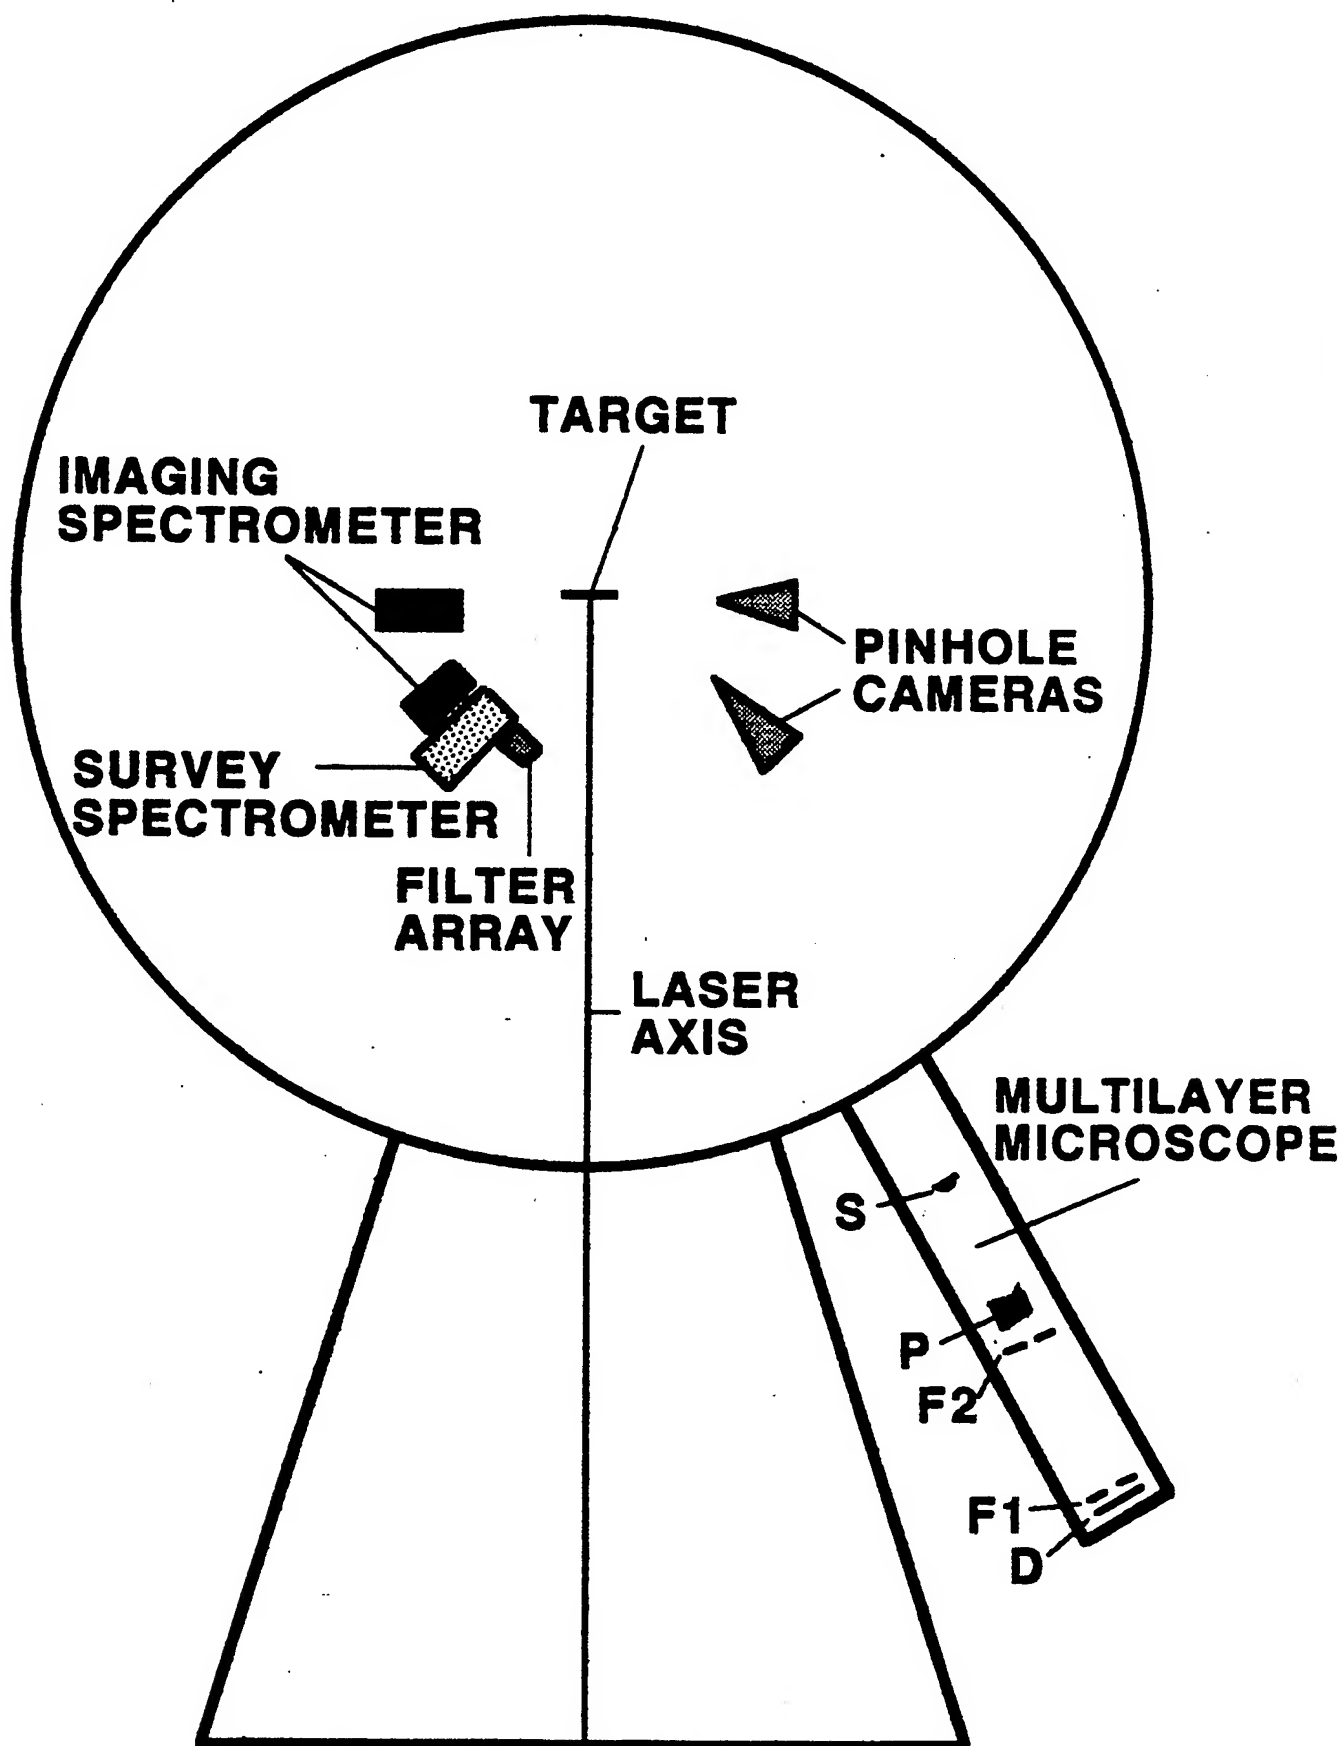 TARGET
IMAGING
SPECTROMETER
PINHOLE
CAMERAS
SURVEY
SPECTROMETER
FILTER
ARRAY
LASER
AXIS
MULTILAYER
MICROSCOPE
S
P
F2
F1
D